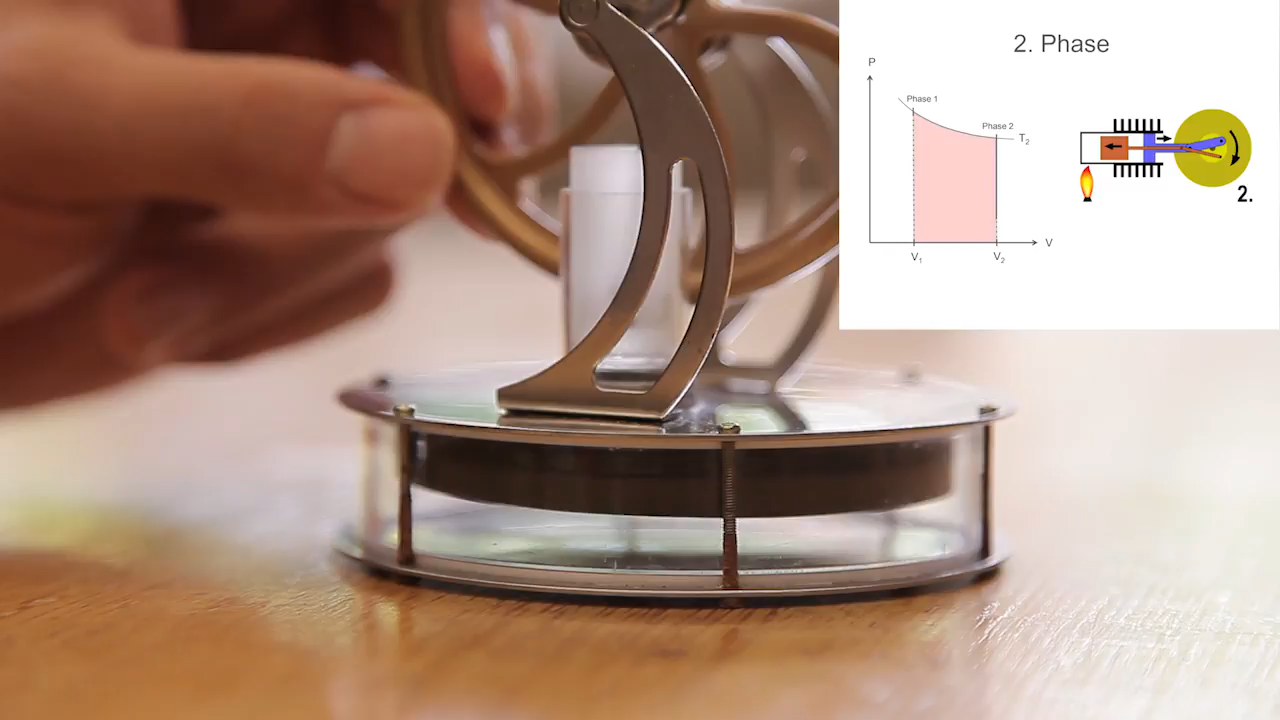 2. Phase
P
Phase 1
Phase 2
T₂
V
V₁
V₂
2.